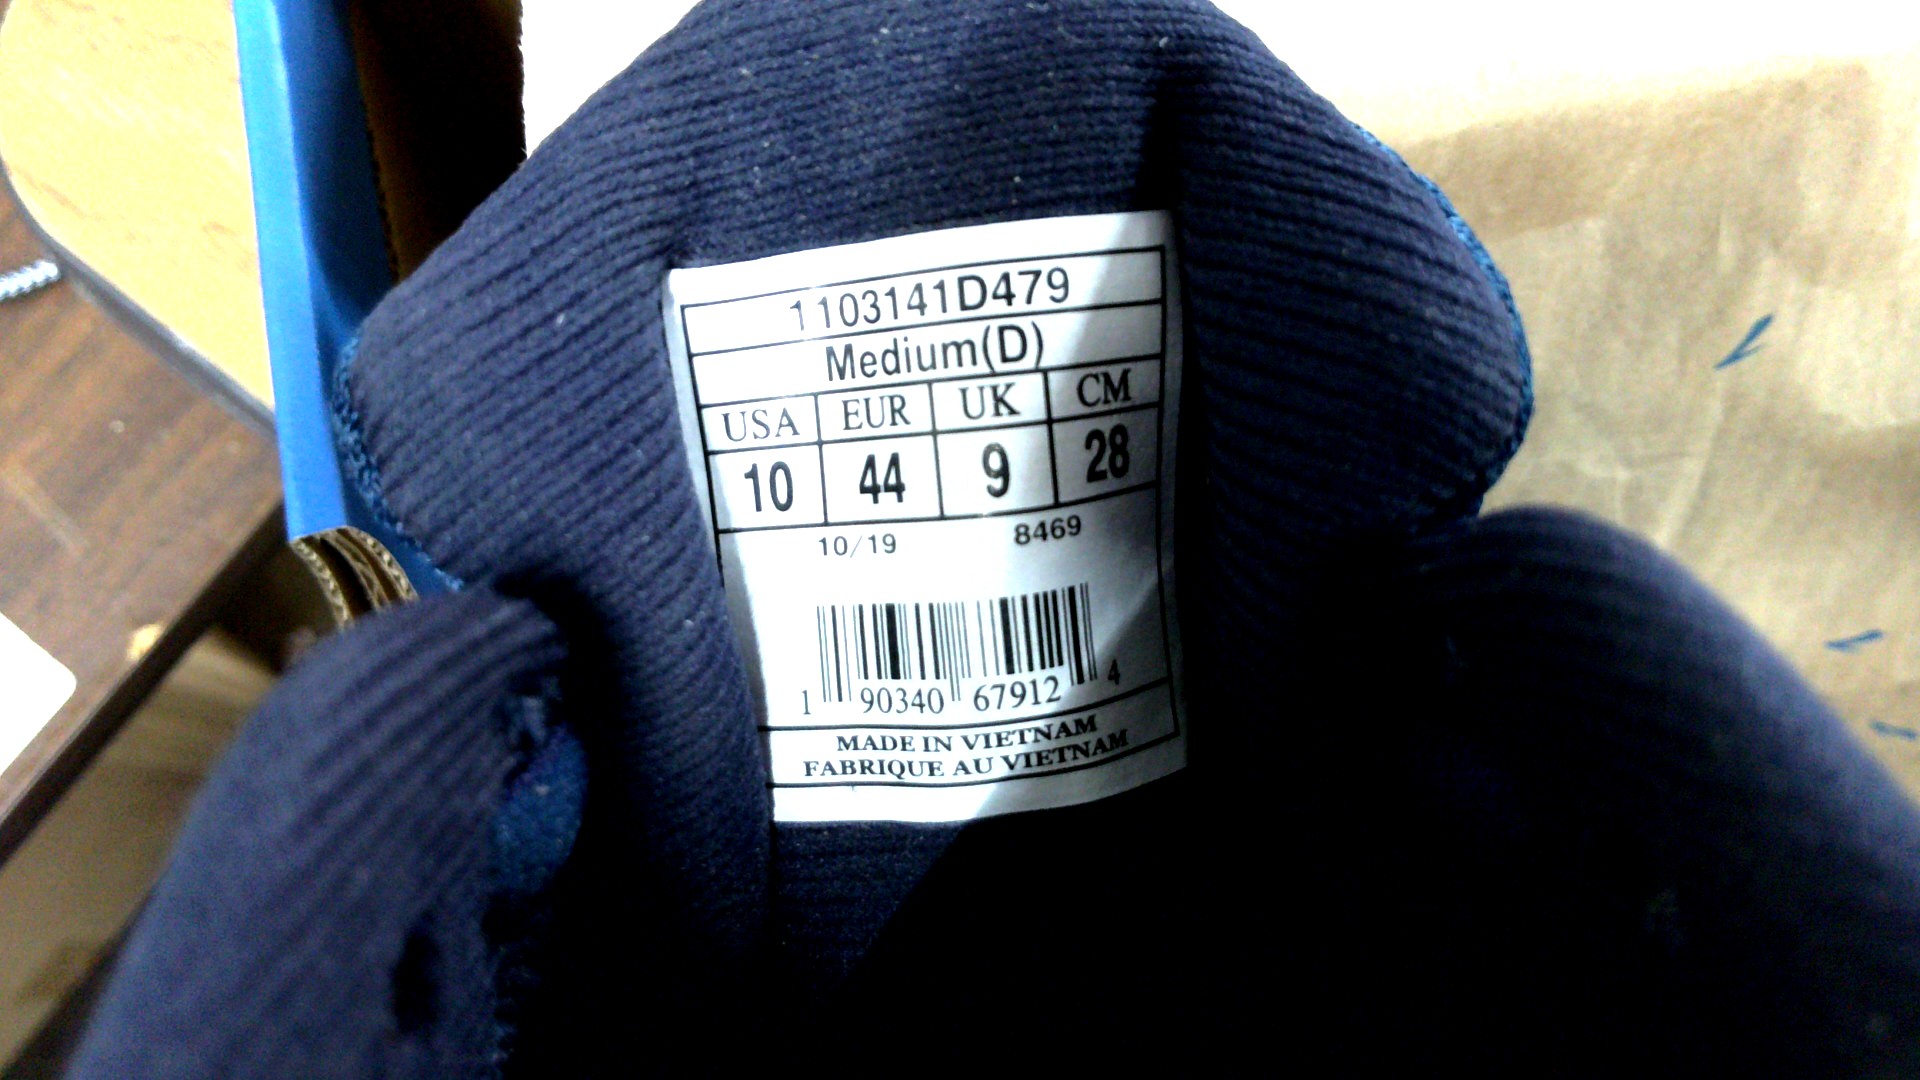 1103141D479
Medium(D)
USA EUR UK CM
10 44 9 28
10/19 8469
1 90340 67912 4
MADE IN VIETNAM
FABRIQUE AU VIETNAM